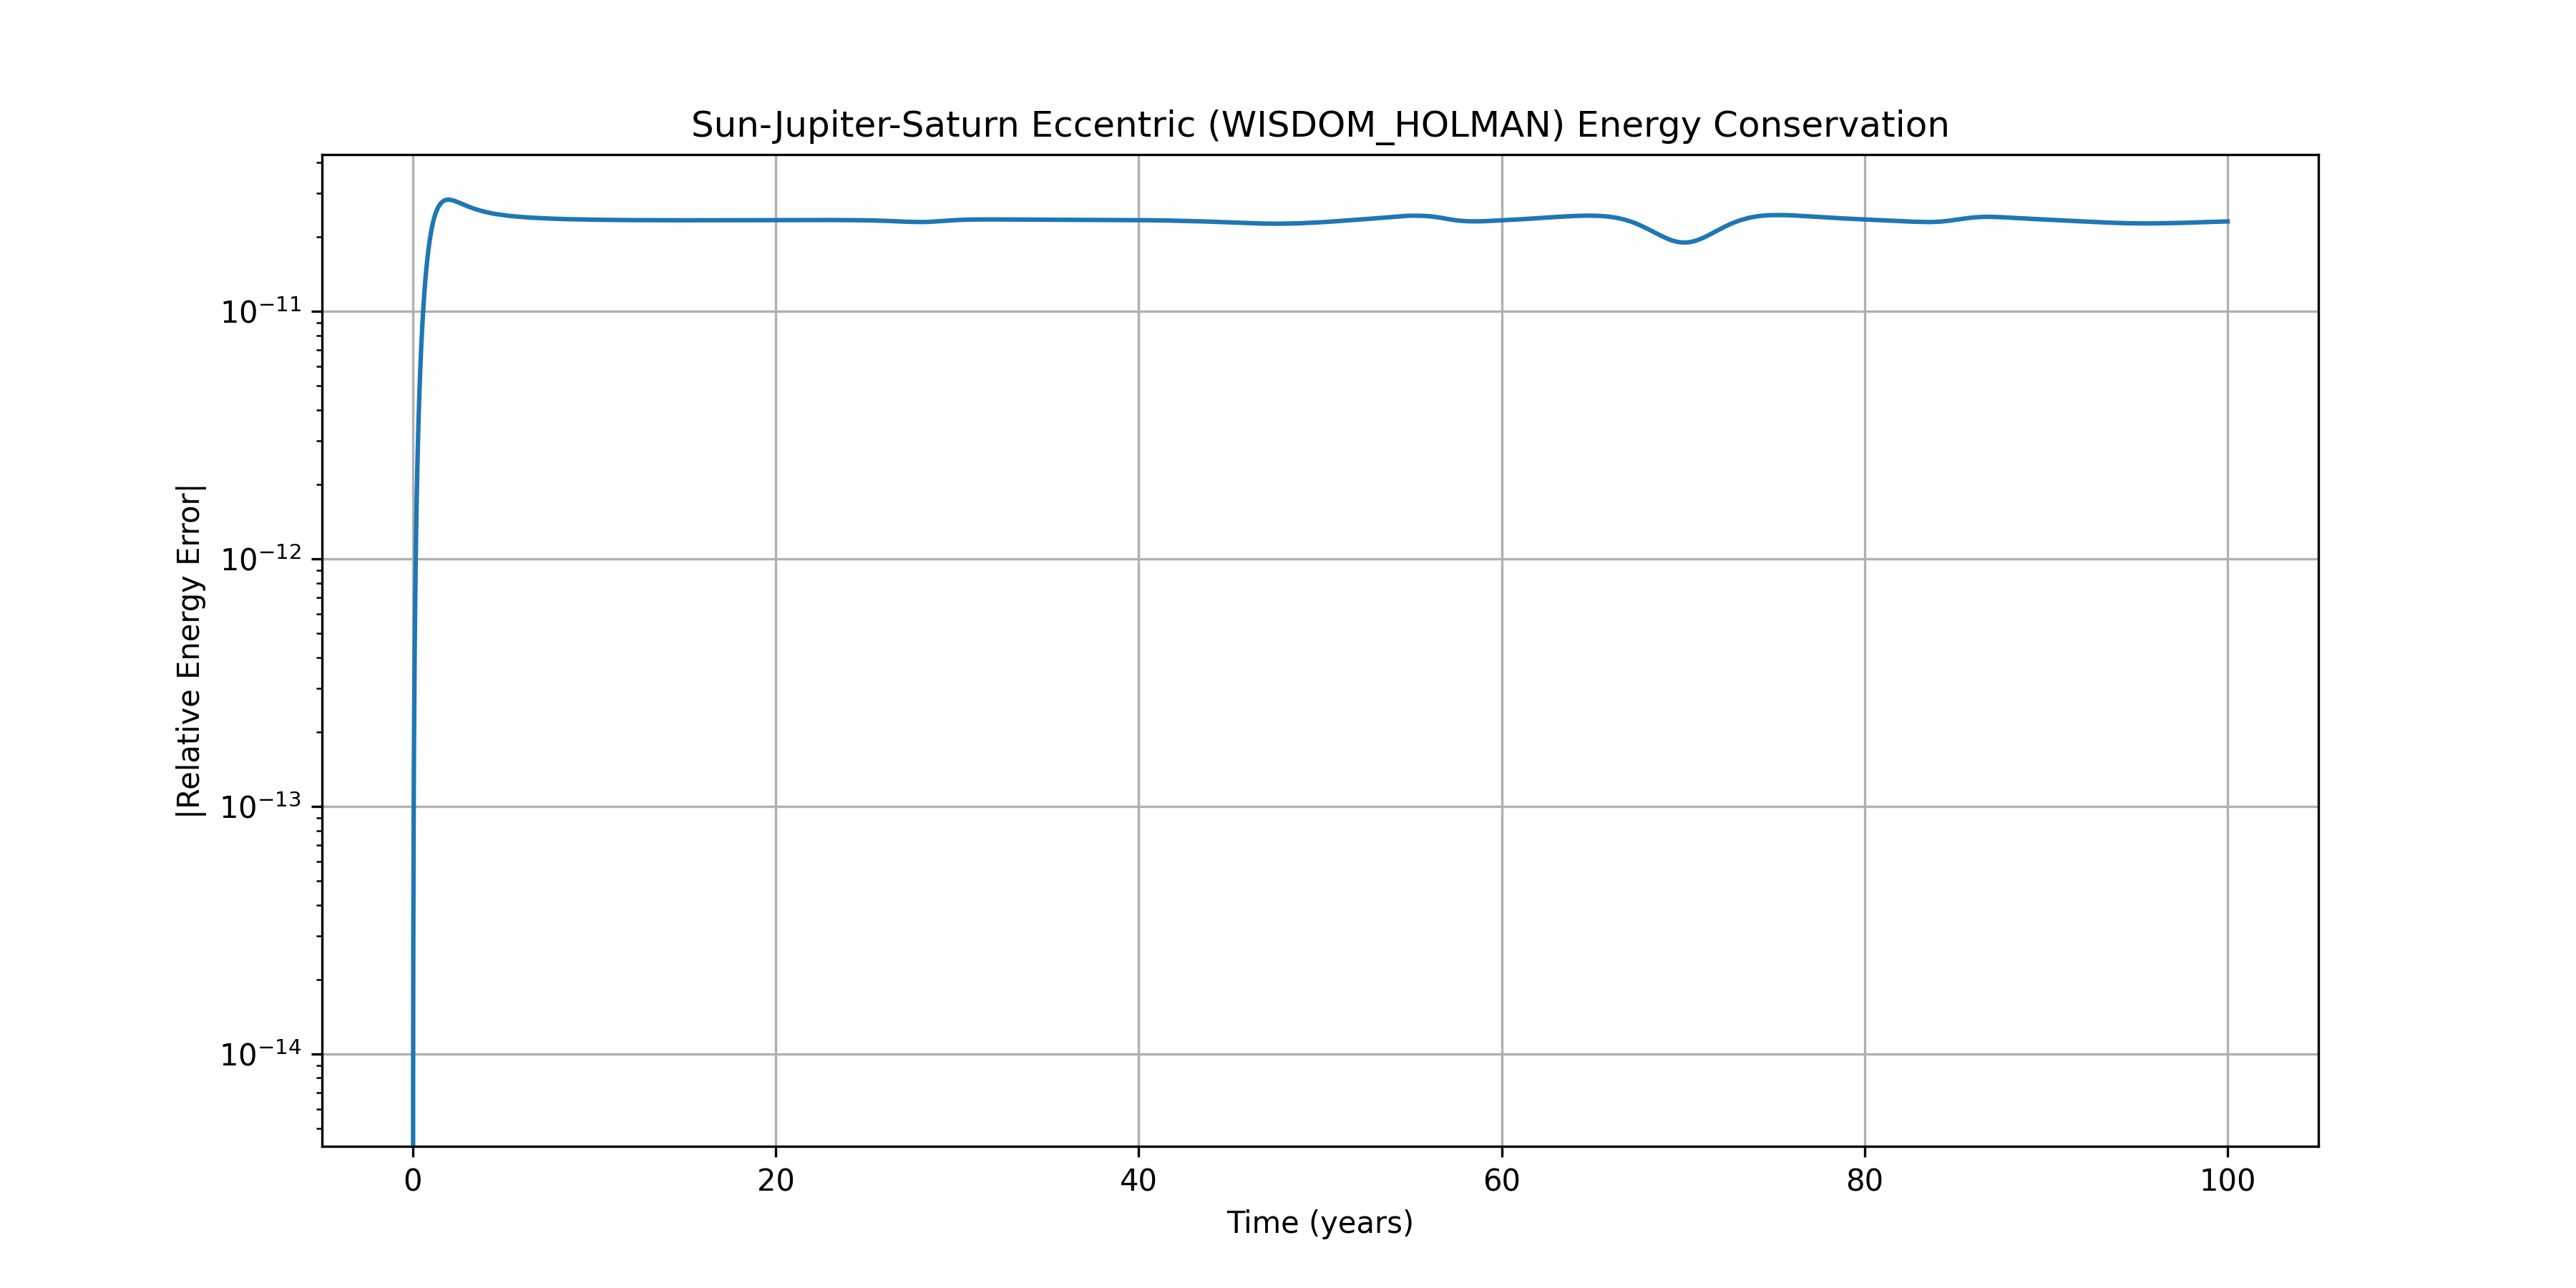 Sun-Jupiter-Saturn Eccentric (WISDOM_HOLMAN) Energy Conservation
|Relative Energy Error|
10⁻¹¹
10⁻¹²
10⁻¹³
10⁻¹⁴
0 20 40 60 80 100
Time (years)